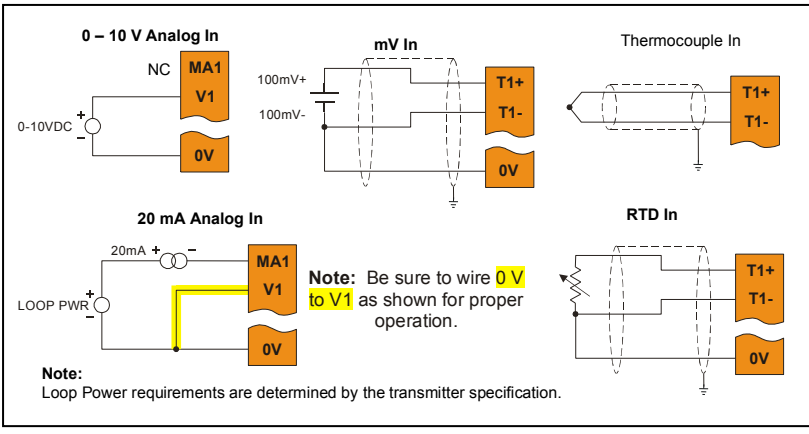 0 – 10 V Analog In
NC
MA1
V1
0-10VDC
+
–
0V
mV In
100mV+
100mV-
T1+
T1-
0V
Thermocouple In
T1+
T1-
20 mA Analog In
20mA + –
MA1
V1
LOOP PWR
+
–
0V
Note: Be sure to wire 0 V
to V1 as shown for proper
operation.
RTD In
T1+
T1-
0V
Note:
Loop Power requirements are determined by the transmitter specification.